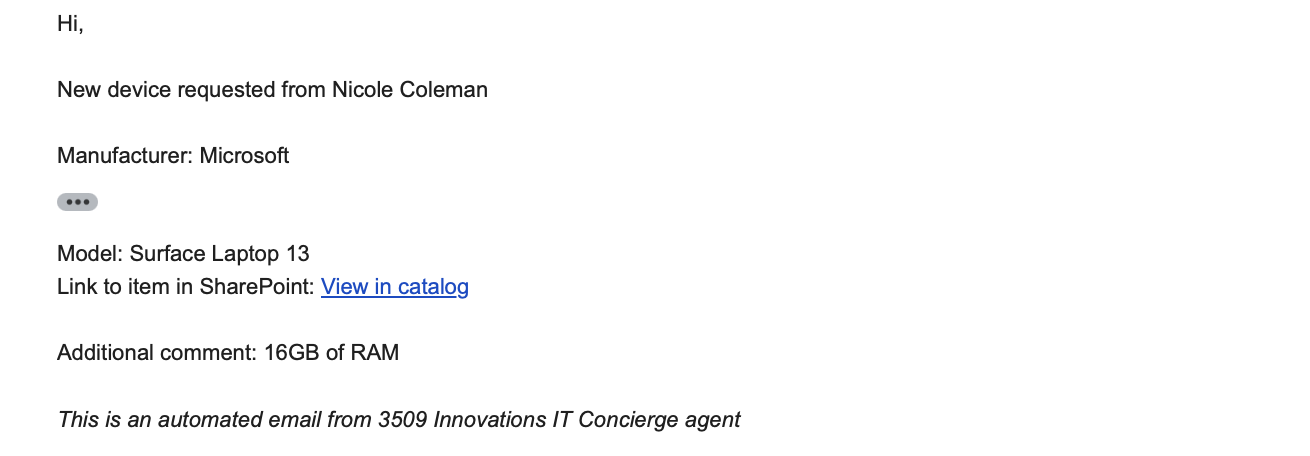 Hi,
New device requested from Nicole Coleman
Manufacturer: Microsoft
Model: Surface Laptop 13
Link to item in SharePoint: View in catalog
Additional comment: 16GB of RAM
This is an automated email from 3509 Innovations IT Concierge agent